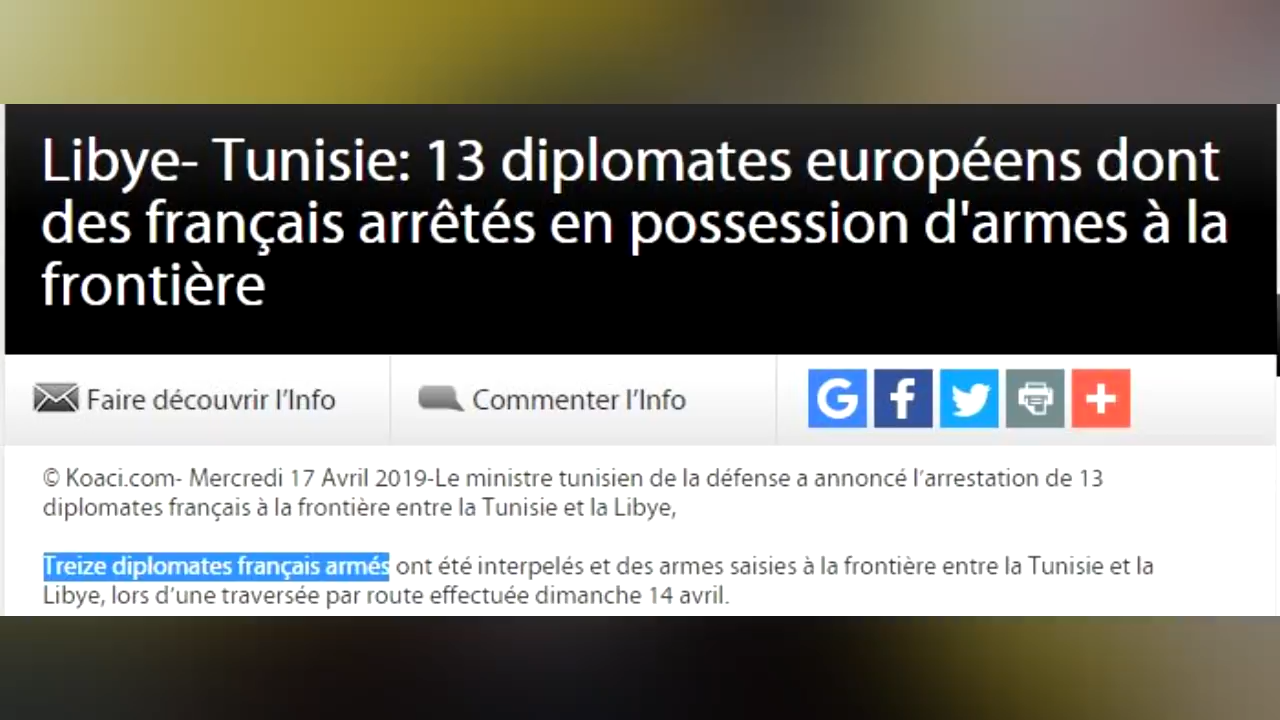 Libye- Tunisie: 13 diplomates européens dont
des français arrêtés en possession d'armes à la
frontière
Faire découvrir l'Info
Commenter l'Info
© Koaci.com- Mercredi 17 Avril 2019-Le ministre tunisien de la défense a annoncé l'arrestation de 13
diplomates français à la frontière entre la Tunisie et la Libye,
Treize diplomates français armés ont été interpelés et des armes saisies à la frontière entre la Tunisie et la
Libye, lors d'une traversée par route effectuée dimanche 14 avril.